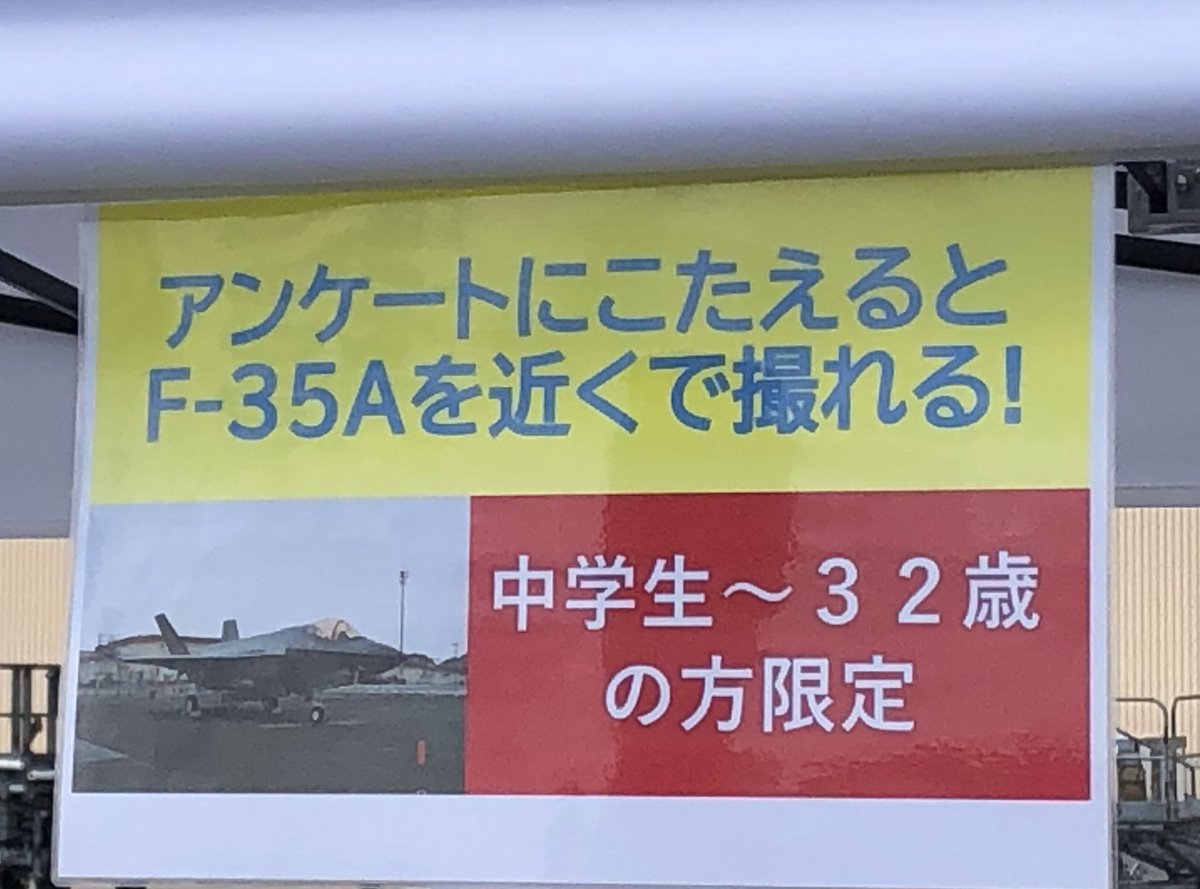 アンケートにこたえると
F-35Aを近くで撮れる!
中学生～３２歳
の方限定